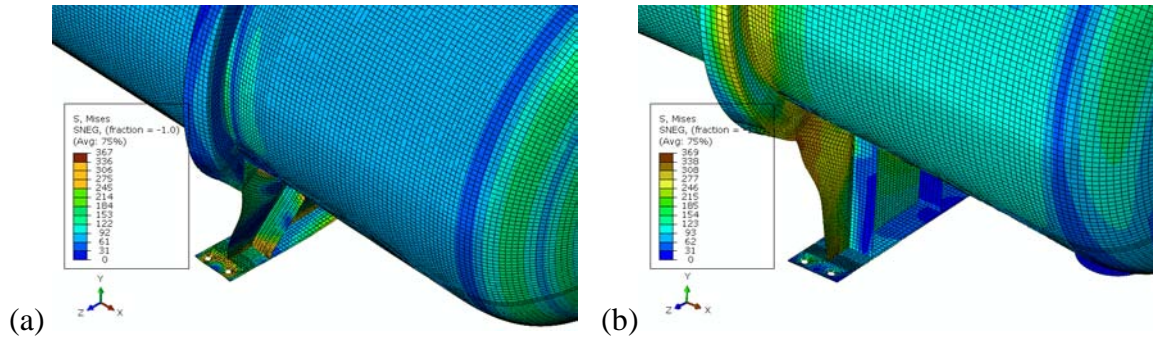 S, Mises
SNEG, (fraction = -1.0)
(Avg: 75%)
367
336
306
275
245
214
184
153
122
92
61
31
0
Y
Z
X
(a)
S, Mises
SNEG, (fraction = -1.
(Avg: 75%)
369
338
308
277
246
215
185
154
123
93
62
31
0
Y
Z
X
(b)